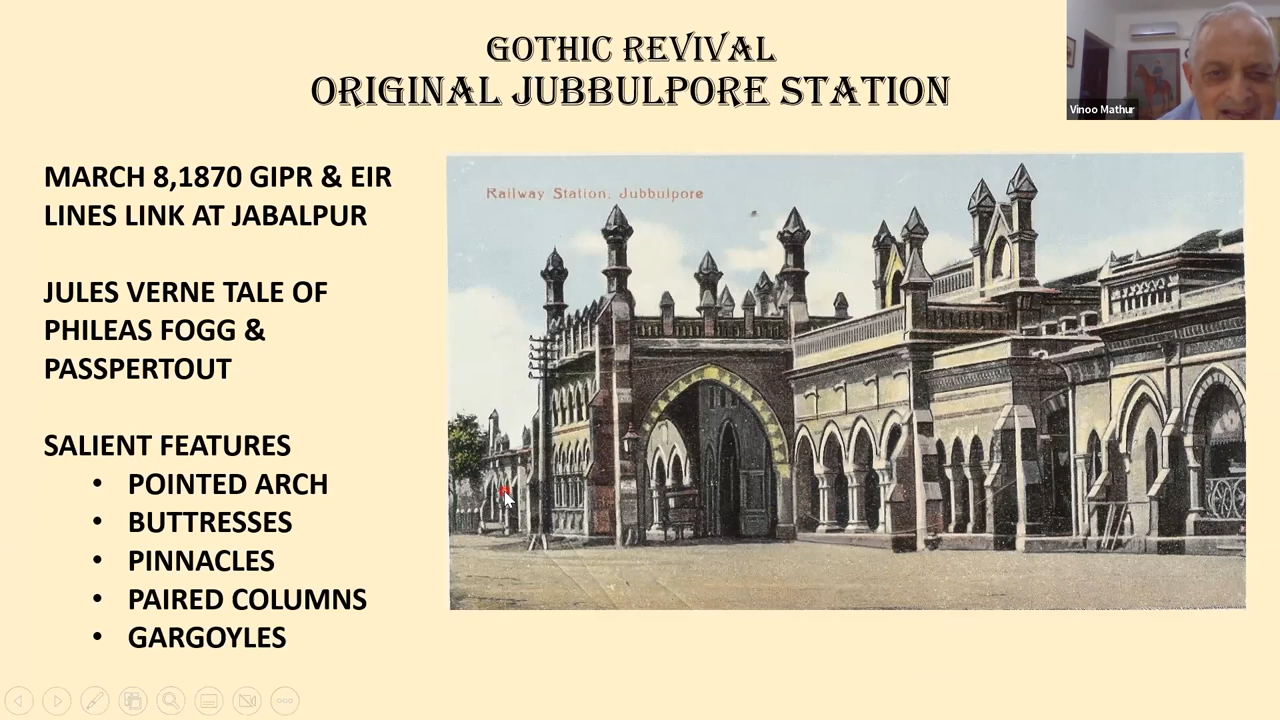 GOTHIC REVIVAL
ORIGINAL JUBBULPORE STATION
Vinoo Mathur
MARCH 8,1870 GIPR & EIR
LINES LINK AT JABALPUR
JULES VERNE TALE OF
PHILEAS FOGG &
PASSPERTOUT
SALIENT FEATURES
• POINTED ARCH
• BUTTRESSES
• PINNACLES
• PAIRED COLUMNS
• GARGOYLES
Railway Station, Jubbulpore